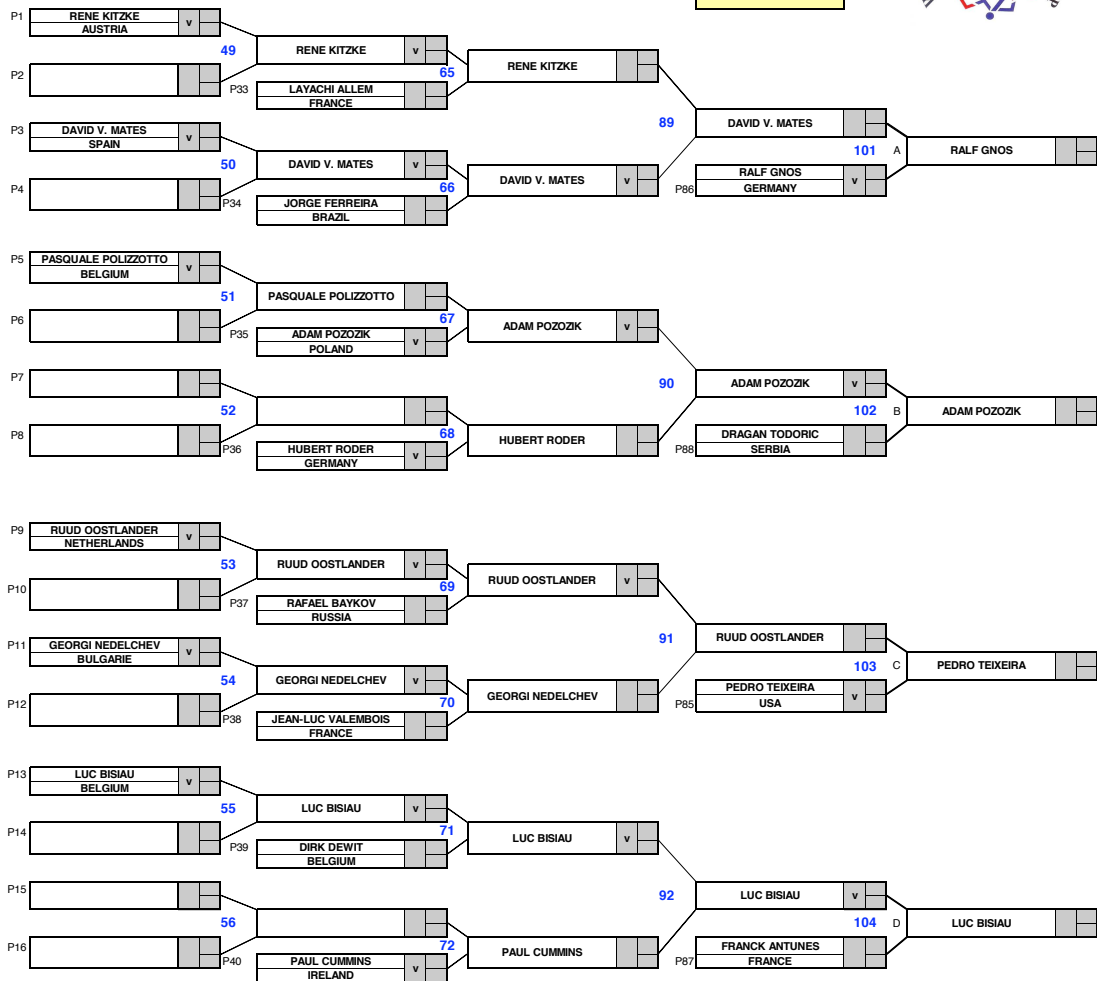 P1
RENE KITZKE
v
AUSTRIA
49
RENE KITZKE
v
RENE KITZKE
65
P2
P33
LAYACHI ALLEM
FRANCE
89
DAVID V. MATES
P3
DAVID V. MATES
v
SPAIN
50
DAVID V. MATES
v
101
A
RALF GNOS
66
DAVID V. MATES
v
P86
RALF GNOS
v
GERMANY
P4
P34
JORGE FERREIRA
BRAZIL
P5
PASQUALE POLIZZOTTO
v
BELGIUM
51
PASQUALE POLIZZOTTO
67
ADAM POZOZIK
v
P6
P35
ADAM POZOZIK
v
POLAND
P7
90
ADAM POZOZIK
v
52
102
B
ADAM POZOZIK
P8
68
HUBERT RODER
P88
DRAGAN TODORIC
SERBIA
P36
HUBERT RODER
v
GERMANY
P9
RUUD OOSTLANDER
v
NETHERLANDS
53
RUUD OOSTLANDER
v
RUUD OOSTLANDER
v
69
P10
P37
RAFAEL BAYKOV
RUSSIA
91
RUUD OOSTLANDER
P11
GEORGI NEDELCHEV
v
BULGARIE
54
GEORGI NEDELCHEV
v
103
C
PEDRO TEIXEIRA
70
GEORGI NEDELCHEV
P85
PEDRO TEIXEIRA
v
USA
P12
P38
JEAN-LUC VALEMBOIS
FRANCE
P13
LUC BISIAU
v
BELGIUM
55
LUC BISIAU
v
71
LUC BISIAU
v
P14
P39
DIRK DEWIT
BELGIUM
P15
92
LUC BISIAU
v
56
104
D
LUC BISIAU
P16
72
PAUL CUMMINS
P87
FRANCK ANTUNES
FRANCE
P40
PAUL CUMMINS
v
IRELAND